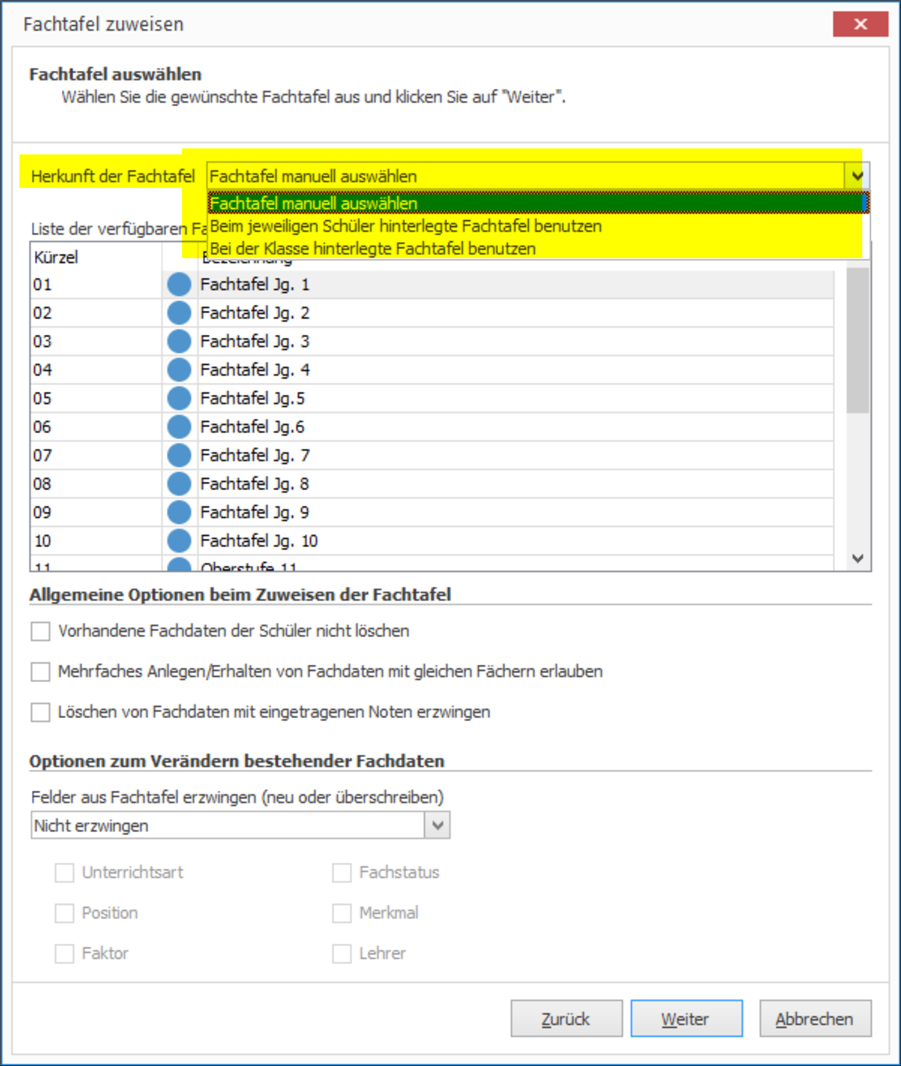 Fachtafel zuweisen
Fachtafel auswählen
Wählen Sie die gewünschte Fachtafel aus und klicken Sie auf "Weiter".
Herkunft der Fachtafel Fachtafel manuell auswählen
Fachtafel manuell auswählen
Beim jeweiligen Schüler hinterlegte Fachtafel benutzen
Liste der verfügbaren
Bei der Klasse hinterlegte Fachtafel benutzen
Kürzel Bezeichnung
01 Fachtafel Jg. 1
02 Fachtafel Jg. 2
03 Fachtafel Jg. 3
04 Fachtafel Jg. 4
05 Fachtafel Jg.5
06 Fachtafel Jg.6
07 Fachtafel Jg. 7
08 Fachtafel Jg. 8
09 Fachtafel Jg. 9
10 Fachtafel Jg. 10
11 Oberstufe 11
Allgemeine Optionen beim Zuweisen der Fachtafel
Vorhandene Fachdaten der Schüler nicht löschen
Mehrfaches Anlegen/Erhalten von Fachdaten mit gleichen Fächern erlauben
Löschen von Fachdaten mit eingetragenen Noten erzwingen
Optionen zum Verändern bestehender Fachdaten
Felder aus Fachtafel erzwingen (neu oder überschreiben)
Nicht erzwingen
Unterrichtsart Fachstatus
Position Merkmal
Faktor Lehrer
Zurück Weiter Abbrechen